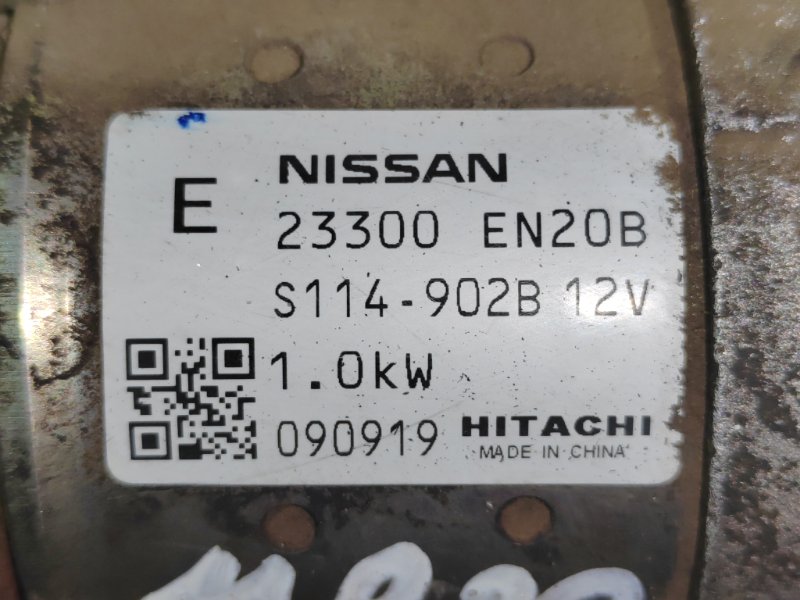 E
NISSAN
23300 EN20B
S114-902B 12V
1.0kW
090919 HITACHI
MADE IN CHINA